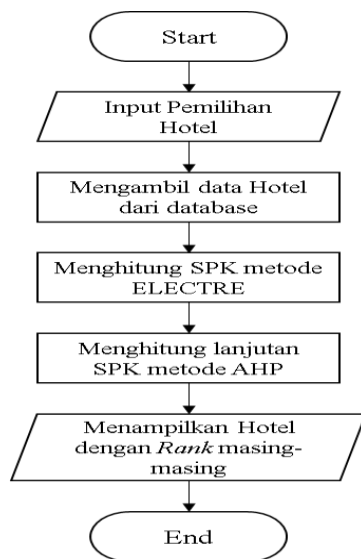 Start
Input Pemilihan
Hotel
Mengambil data Hotel
dari database
Menghitung SPK metode
ELECTRE
Menghitung lanjutan
SPK metode AHP
Menampilkan Hotel
dengan Rank masing-
masing
End